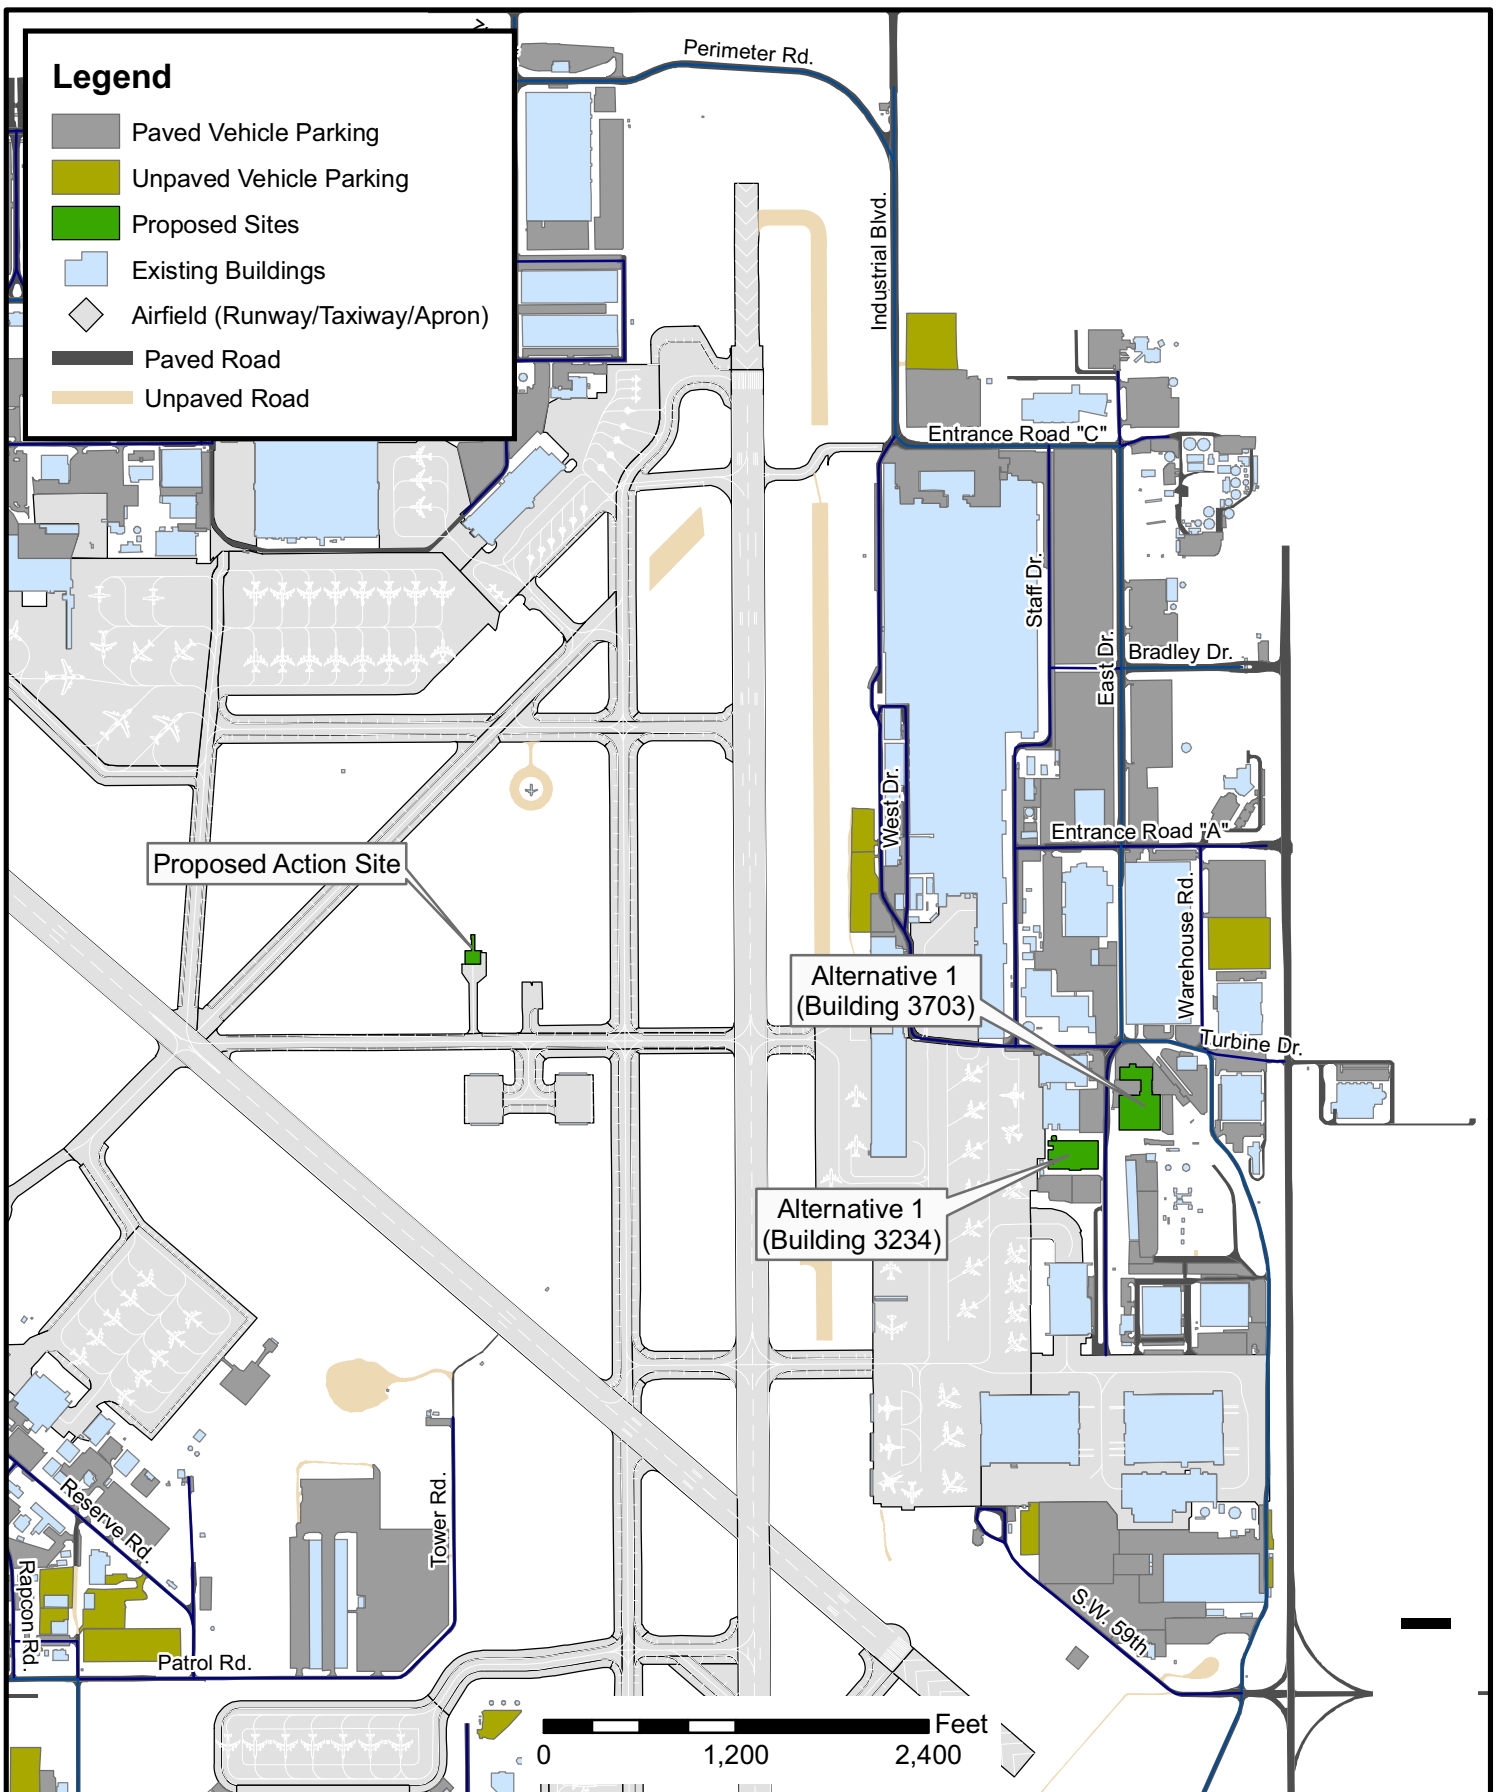 Legend
Paved Vehicle Parking
Unpaved Vehicle Parking
Proposed Sites
Existing Buildings
Airfield (Runway/Taxiway/Apron)
Paved Road
Unpaved Road
Perimeter Rd.
Industrial Blvd.
Entrance Road "C"
Staff Dr.
East Dr.
Bradley Dr.
West Dr.
Entrance Road "A"
Proposed Action Site
Warehouse Rd.
Alternative 1
(Building 3703)
Turbine Dr.
Alternative 1
(Building 3234)
Reserve Rd.
Tower Rd.
Rapcon Rd.
S.W. 59th
Patrol Rd.
Feet
0
1,200
2,400